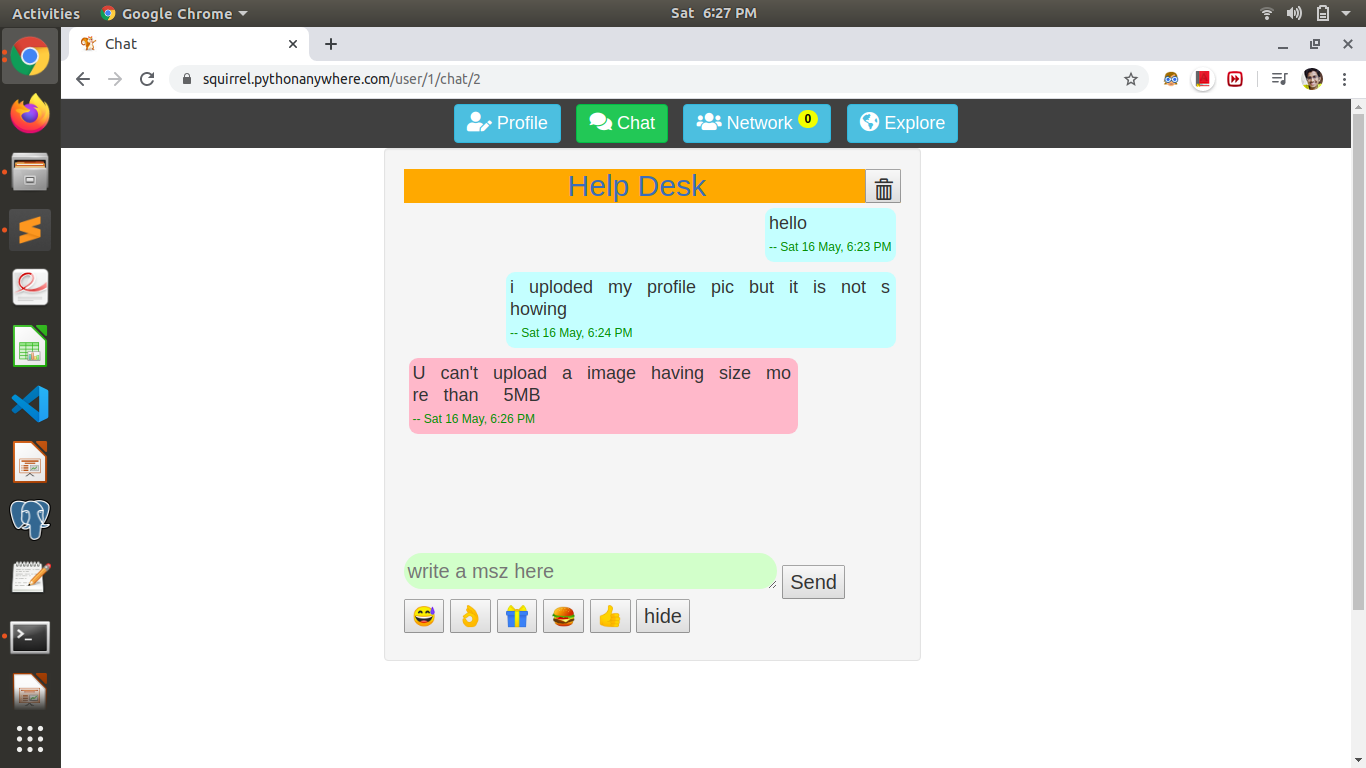 Activities Google Chrome Sat 6:27 PM
Chat
squirrel.pythonanywhere.com/user/1/chat/2
Profile Chat Network 0 Explore
Help Desk
hello
-- Sat 16 May, 6:23 PM
i uploded my profile pic but it is not s
howing
-- Sat 16 May, 6:24 PM
U can't upload a image having size mo
re than 5MB
-- Sat 16 May, 6:26 PM
write a msz here
Send
hide